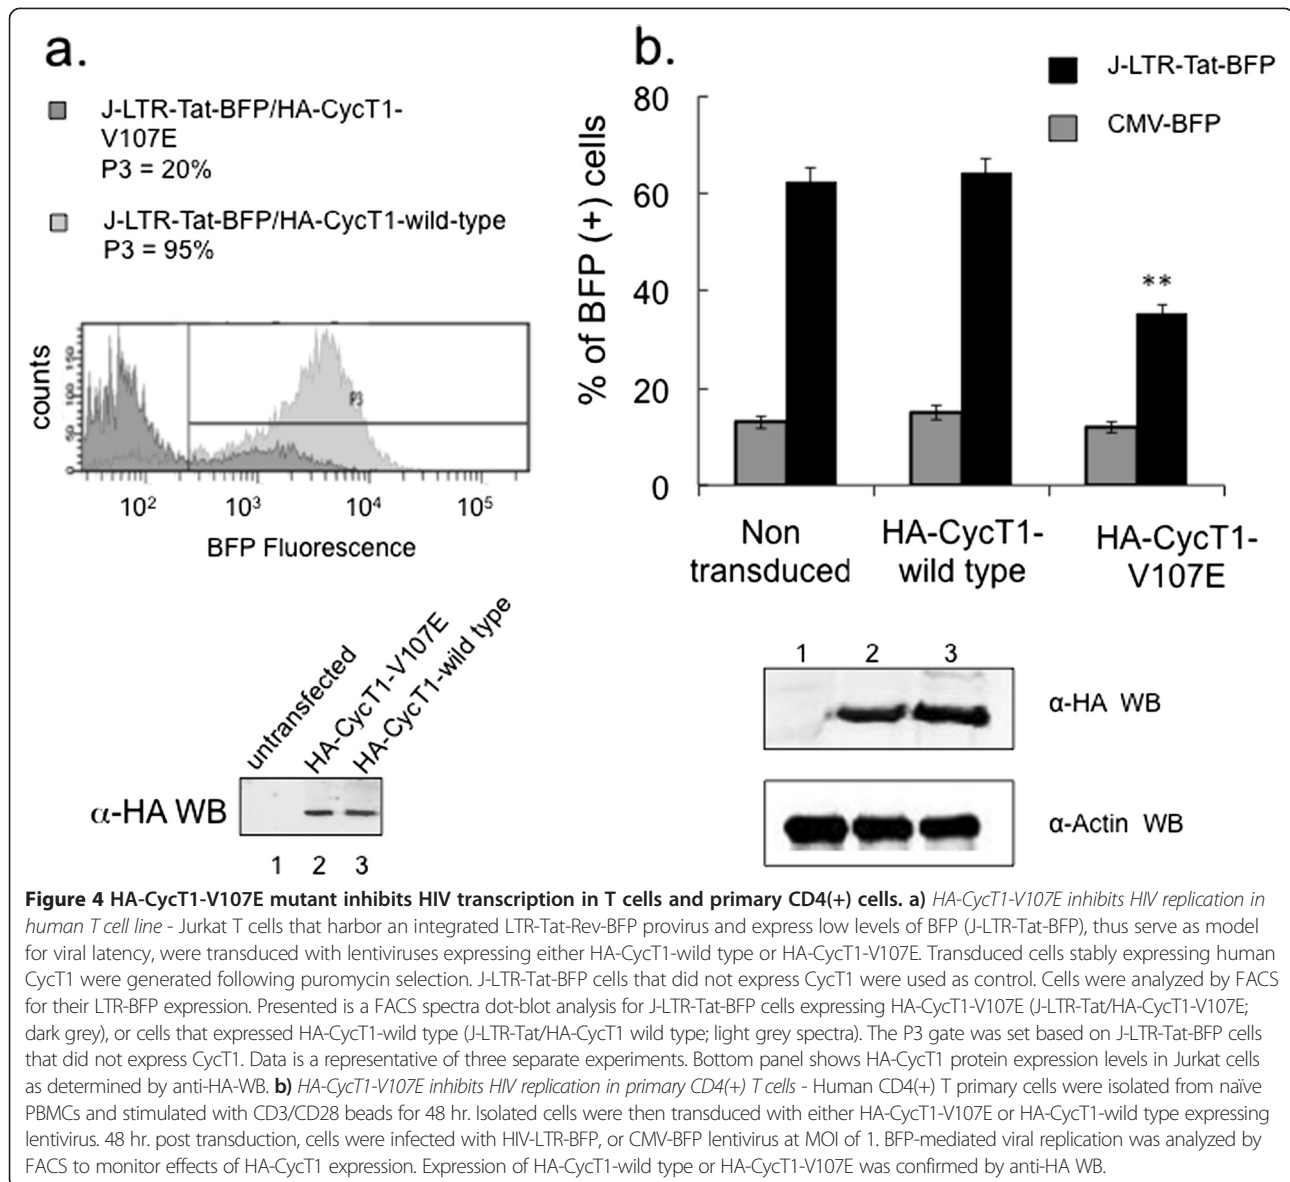 a.
J-LTR-Tat-BFP/HA-CycT1-
V107E
P3 = 20%
J-LTR-Tat-BFP/HA-CycT1-wild-type
P3 = 95%
counts
0 50 100 150
P3
10² 10³ 10⁴ 10⁵
BFP Fluorescence
untransfected
HA-CycT1-V107E
HA-CycT1-wild type
α-HA WB
1 2 3
b.
J-LTR-Tat-BFP
CMV-BFP
% of BFP (+) cells
80
60
40
20
0
**
Non
transduced
HA-CycT1-
wild type
HA-CycT1-
V107E
1 2 3
α-HA WB
α-Actin WB
Figure 4 HA-CycT1-V107E mutant inhibits HIV transcription in T cells and primary CD4(+) cells. a) HA-CycT1-V107E inhibits HIV replication in
human T cell line - Jurkat T cells that harbor an integrated LTR-Tat-Rev-BFP provirus and express low levels of BFP (J-LTR-Tat-BFP), thus serve as model
for viral latency, were transduced with lentiviruses expressing either HA-CycT1-wild type or HA-CycT1-V107E. Transduced cells stably expressing human
CycT1 were generated following puromycin selection. J-LTR-Tat-BFP cells that did not express CycT1 were used as control. Cells were analyzed by FACS
for their LTR-BFP expression. Presented is a FACS spectra dot-blot analysis for J-LTR-Tat-BFP cells expressing HA-CycT1-V107E (J-LTR-Tat/HA-CycT1-V107E;
dark grey), or cells that expressed HA-CycT1-wild type (J-LTR-Tat/HA-CycT1 wild type; light grey spectra). The P3 gate was set based on J-LTR-Tat-BFP cells
that did not express CycT1. Data is a representative of three separate experiments. Bottom panel shows HA-CycT1 protein expression levels in Jurkat cells
as determined by anti-HA-WB. b) HA-CycT1-V107E inhibits HIV replication in primary CD4(+) T cells - Human CD4(+) T primary cells were isolated from naïve
PBMCs and stimulated with CD3/CD28 beads for 48 hr. Isolated cells were then transduced with either HA-CycT1-V107E or HA-CycT1-wild type expressing
lentivirus. 48 hr. post transduction, cells were infected with HIV-LTR-BFP, or CMV-BFP lentivirus at MOI of 1. BFP-mediated viral replication was analyzed by
FACS to monitor effects of HA-CycT1 expression. Expression of HA-CycT1-wild type or HA-CycT1-V107E was confirmed by anti-HA WB.